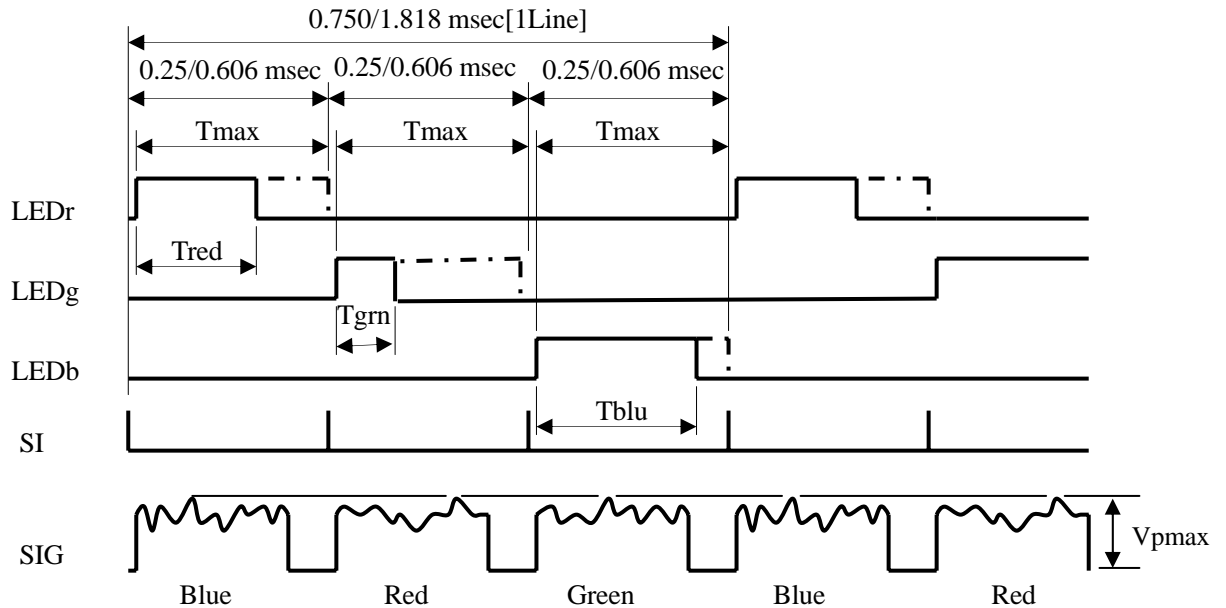 0.750/1.818 msec[1Line]
0.25/0.606 msec 0.25/0.606 msec 0.25/0.606 msec
Tmax Tmax Tmax
LEDr
Tred
LEDg
Tgrn
LEDb
Tblu
SI
SIG
Vpmax
Blue Red Green Blue Red